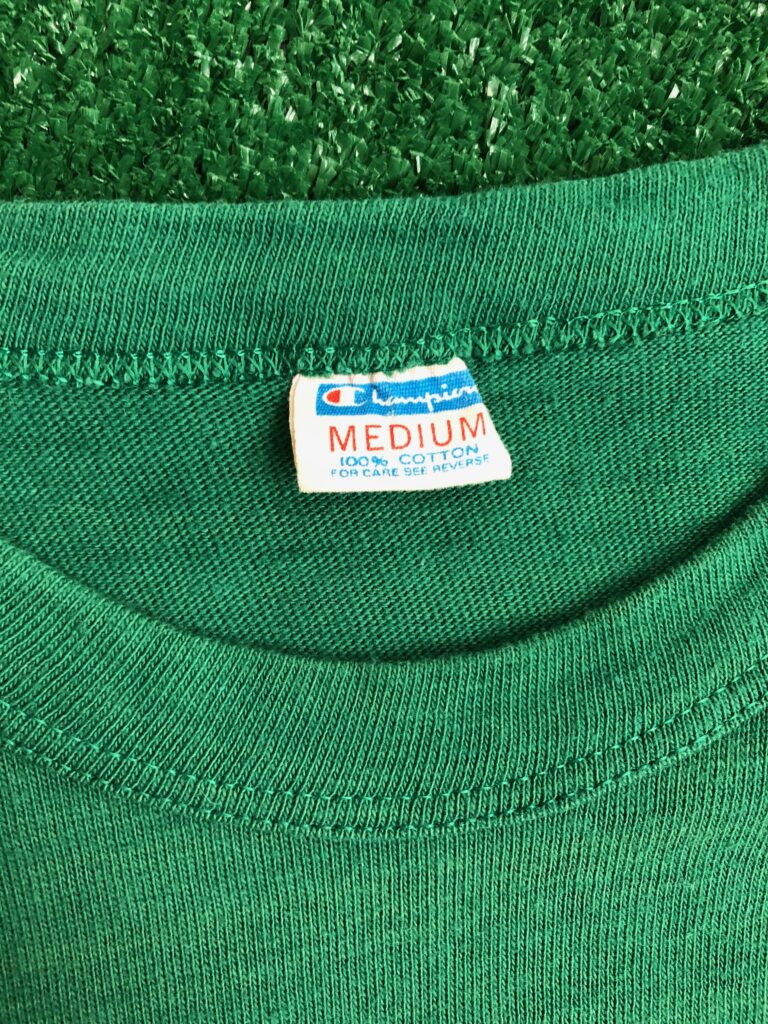 Champion
MEDIUM
100% COTTON
FOR CARE SEE REVERSE